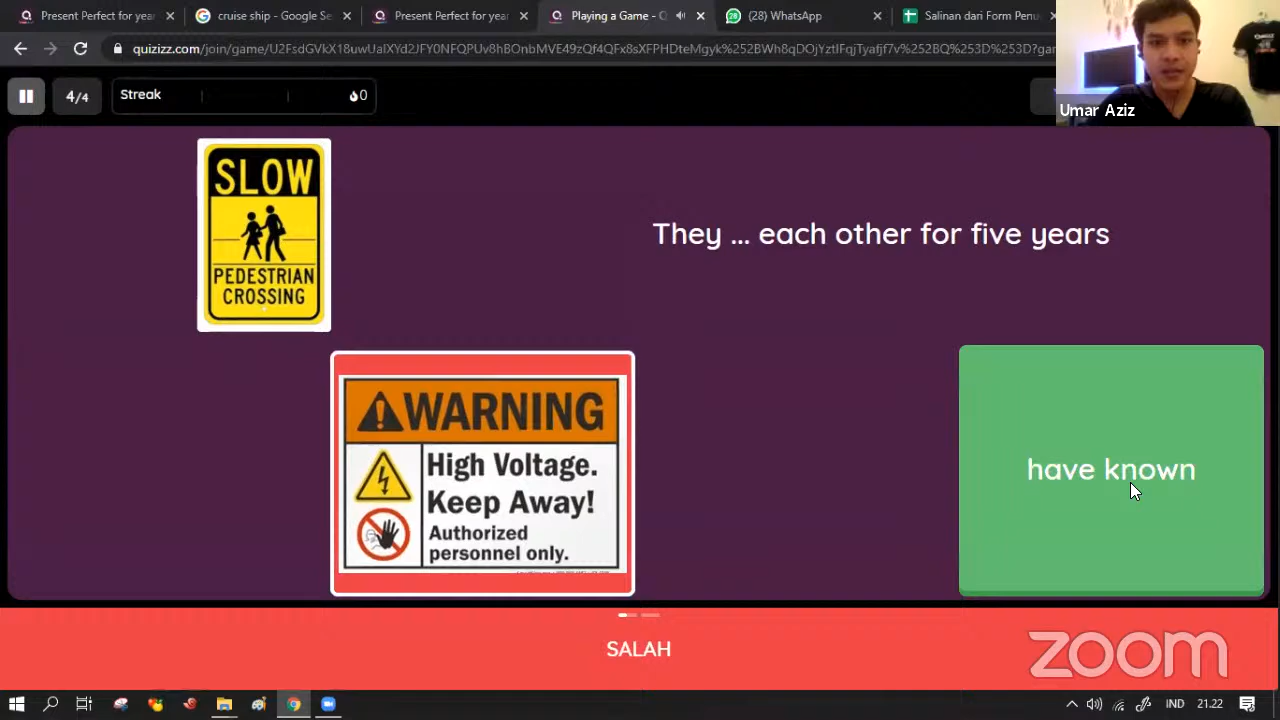 Present Perfect for year
cruise ship - Google Se
Present Perfect for year
Playing a Game - Q
(28) WhatsApp
Salinan dari Form Penu
Umar Aziz
4/4
Streak
0
SLOW
PEDESTRIAN
CROSSING
They ... each other for five years
WARNING
High Voltage.
Keep Away!
Authorized
personnel only.
have known
SALAH
zoom
IND
21.22